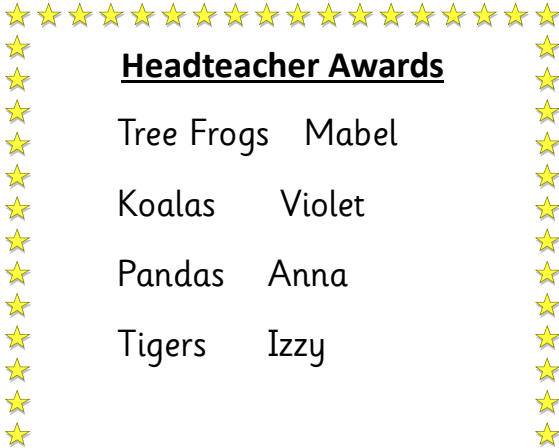 Headteacher Awards
Tree Frogs Mabel
Koalas Violet
Pandas Anna
Tigers Izzy